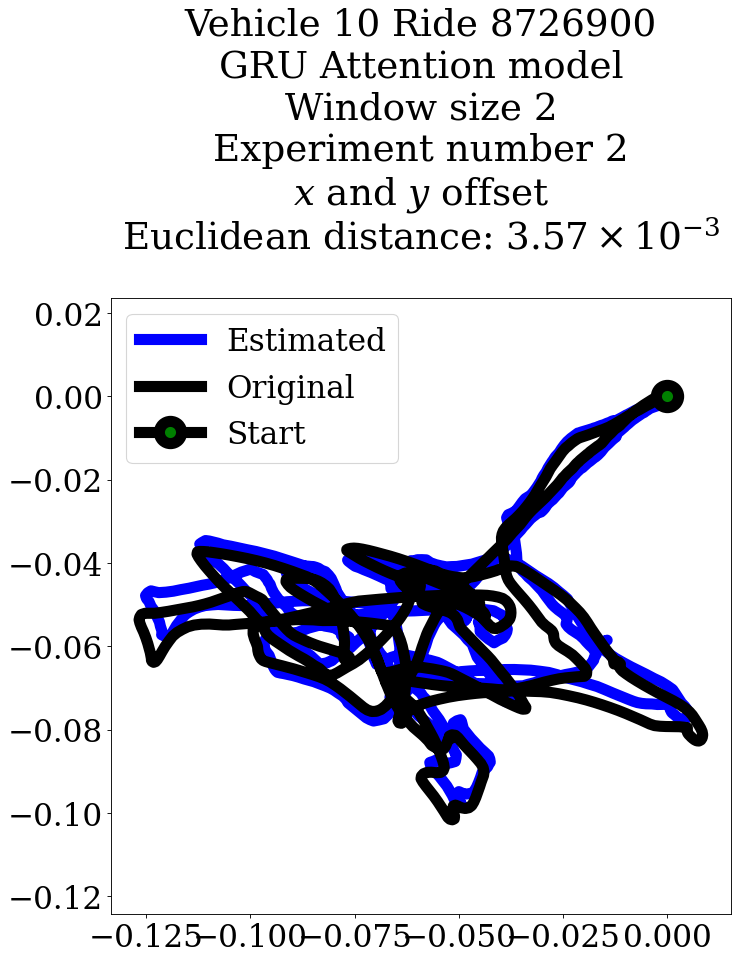 Vehicle 10 Ride 8726900
GRU Attention model
Window size 2
Experiment number 2
x and y offset
Euclidean distance: 3.57 × 10⁻³
Estimated
Original
Start
0.02
0.00
−0.02
−0.04
−0.06
−0.08
−0.10
−0.12
−0.125 −0.100 −0.075 −0.050 −0.025 0.000